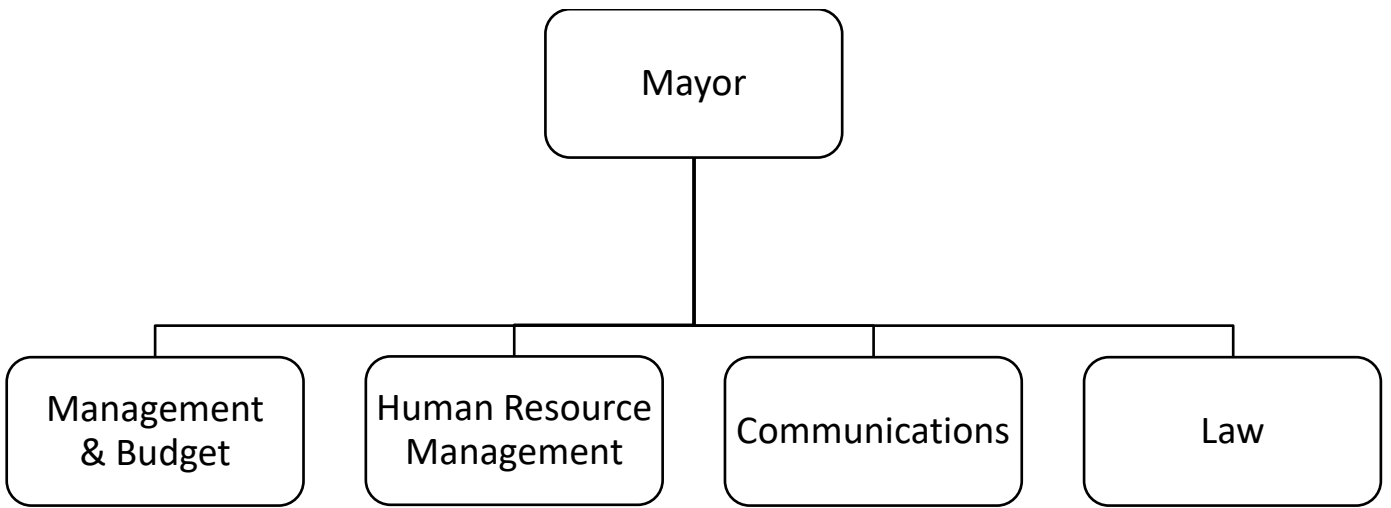 Mayor
Management
& Budget
Human Resource
Management
Communications
Law